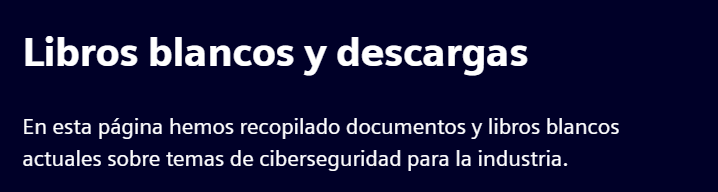 Libros blancos y descargas
En esta página hemos recopilado documentos y libros blancos
actuales sobre temas de ciberseguridad para la industria.